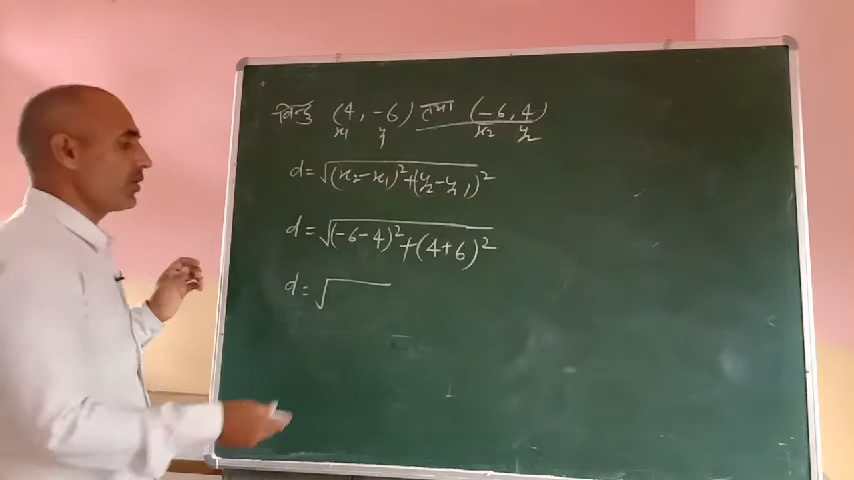 बिन्दु (4, -6) तथा (-6, 4)
x₁ y x₂ y₂
d=√(x₂-x₁)²+(y₂-y₁)²
d=√(-6-4)²+(4+6)²
d=√